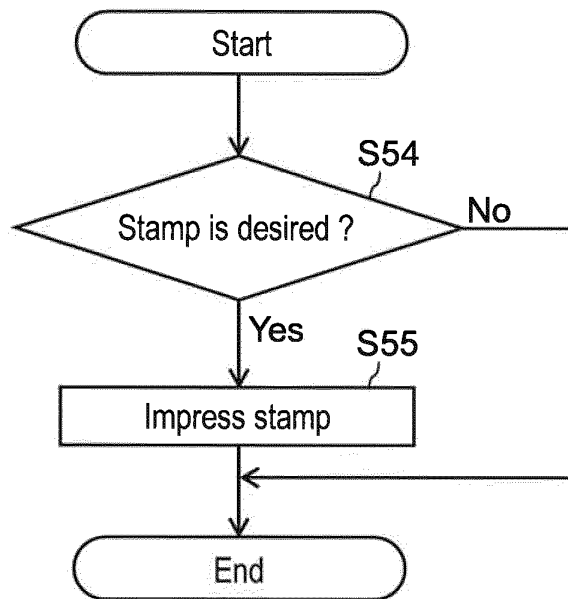 Start
S54
Stamp is desired ?
No
Yes
S55
Impress stamp
End